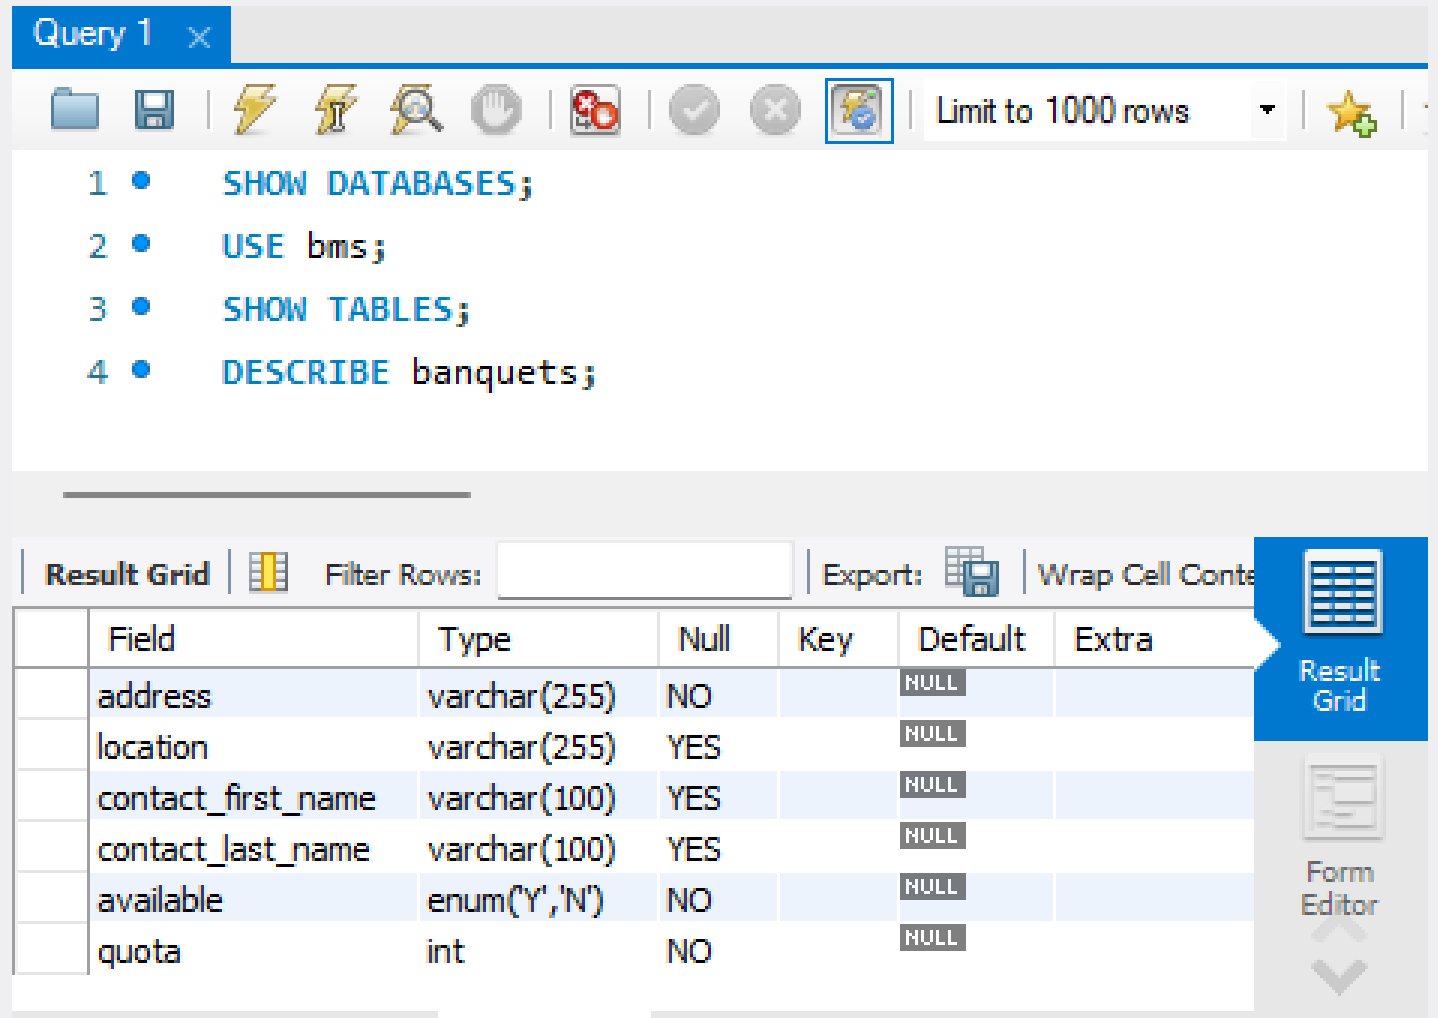 Query 1
Limit to 1000 rows
1 SHOW DATABASES;
2 USE bms;
3 SHOW TABLES;
4 DESCRIBE banquets;
Result Grid Filter Rows: Export: Wrap Cell Conte
Field Type Null Key Default Extra
address varchar(255) NO NULL
location varchar(255) YES NULL
contact_first_name varchar(100) YES NULL
contact_last_name varchar(100) YES NULL
available enum('Y','N') NO NULL
quota int NO NULL
Result
Grid
Form
Editor